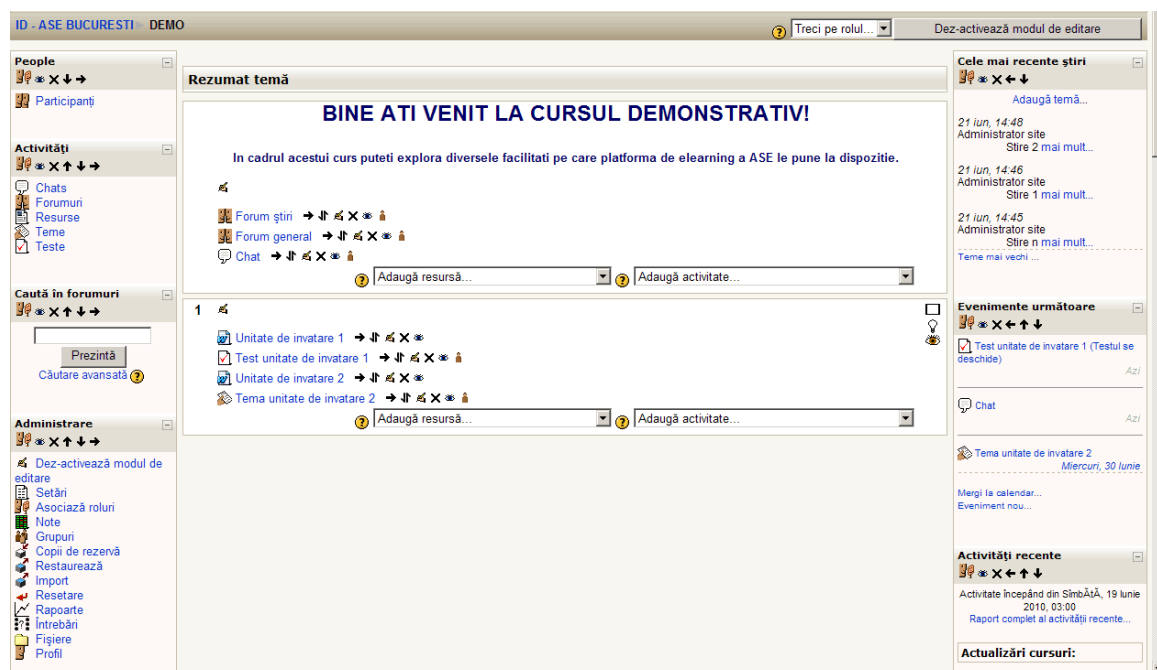 ID - ASE BUCURESTI ► DEMO
Treci pe rolul...
Dez-activează modul de editare
People
Participanți
Activităţi
Chats
Forumuri
Resurse
Teme
Teste
Caută în forumuri
Prezintă
Căutare avansată
Administrare
Dez-activează modul de
editare
Setări
Asociază roluri
Note
Grupuri
Copii de rezervă
Restaurează
Import
Resetare
Rapoarte
Întrebări
Fişiere
Profil
Rezumat temă
BINE ATI VENIT LA CURSUL DEMONSTRATIV!
In cadrul acestui curs puteti explora diversele facilitati pe care platforma de elearning a ASE le pune la dispozitie.
Forum ştiri
Forum general
Chat
Adaugă resursă...
Adaugă activitate...
1
Unitate de invatare 1
Test unitate de invatare 1
Unitate de invatare 2
Tema unitate de invatare 2
Adaugă resursă...
Adaugă activitate...
Cele mai recente ştiri
Adaugă temă...
21 iun, 14:48
Administrator site
Stire 2 mai mult...
21 iun, 14:46
Administrator site
Stire 1 mai mult...
21 iun, 14:45
Administrator site
Stire n mai mult...
Teme mai vechi ...
Evenimente următoare
Test unitate de invatare 1 (Testul se
deschide)
Azi
Chat
Azi
Tema unitate de invatare 2
Miercuri, 30 Iunie
Mergi la calendar...
Eveniment nou...
Activităţi recente
Activitate începând din SîmbĂtĂ, 19 Iunie
2010, 03:00
Raport complet al activităţii recente...
Actualizări cursuri: